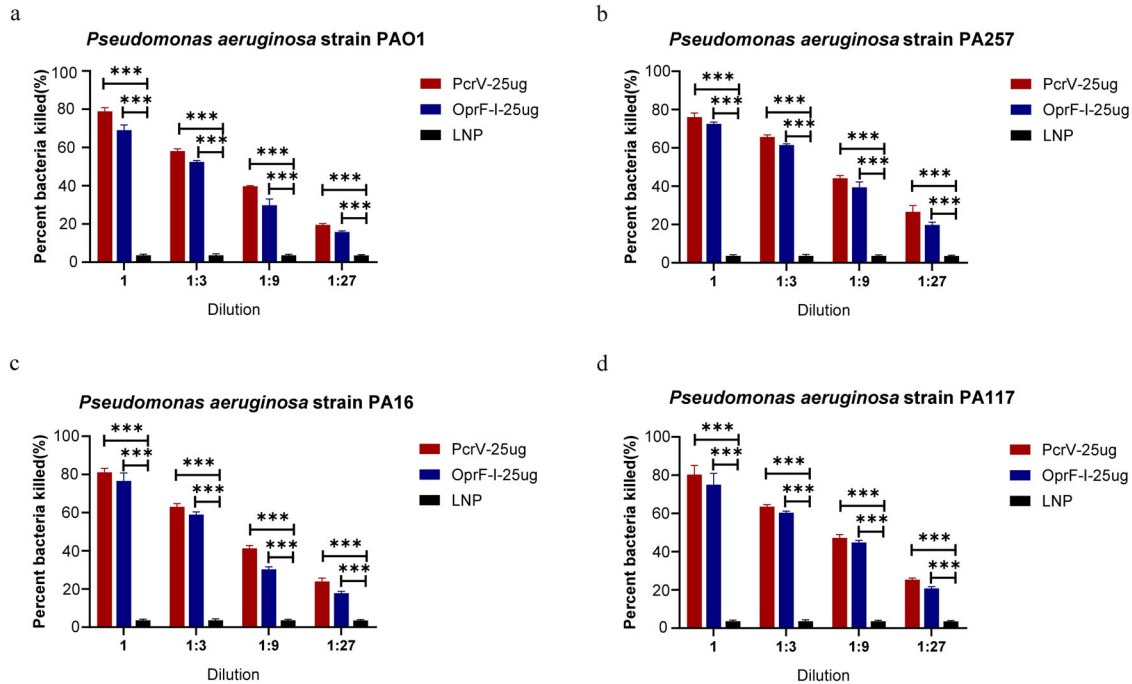 a
Pseudomonas aeruginosa strain PAO1
Percent bacteria killed(%)
100
80
60
40
20
0
*** *** *** *** *** *** *** ***
1 1:3 1:9 1:27
Dilution
PcrV-25ug
OprF-I-25ug
LNP
b
Pseudomonas aeruginosa strain PA257
Percent bacteria killed(%)
100
80
60
40
20
0
*** *** *** *** *** *** *** ***
1 1:3 1:9 1:27
Dilution
PcrV-25ug
OprF-I-25ug
LNP
c
Pseudomonas aeruginosa strain PA16
Percent bacteria killed(%)
100
80
60
40
20
0
*** *** *** *** *** *** *** ***
1 1:3 1:9 1:27
Dilution
PcrV-25ug
OprF-I-25ug
LNP
d
Pseudomonas aeruginosa strain PA117
Percent bacteria killed(%)
100
80
60
40
20
0
*** *** *** *** *** *** *** ***
1 1:3 1:9 1:27
Dilution
PcrV-25ug
OprF-I-25ug
LNP